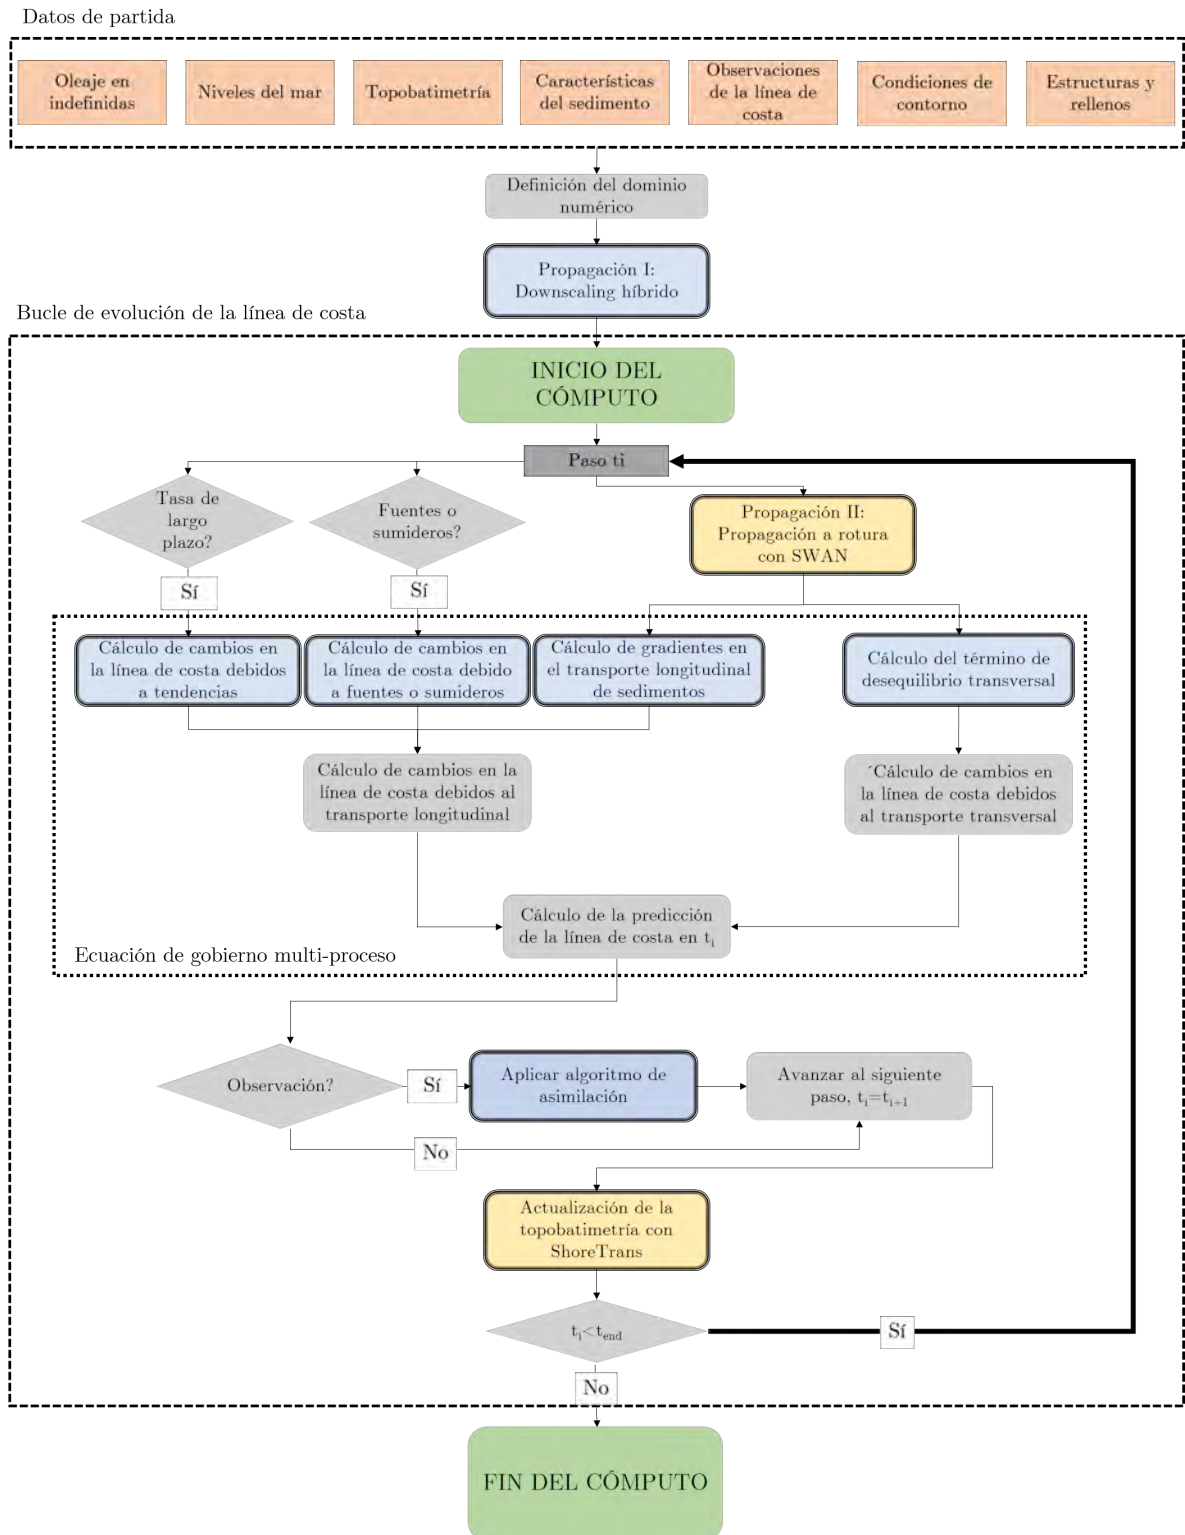 Datos de partida
Oleaje en
indefinidas
Niveles del mar
Topobatimetría
Características
del sedimento
Observaciones
de la línea de
costa
Condiciones de
contorno
Estructuras y
rellenos
Definición del dominio
numérico
Propagación I:
Downscaling híbrido
Bucle de evolución de la línea de costa
INICIO DEL
CÓMPUTO
Paso ti
Tasa de
largo
plazo?
Fuentes o
sumideros?
Propagación II:
Propagación a rotura
con SWAN
Sí
Sí
Cálculo de cambios en
la línea de costa debidos
a tendencias
Cálculo de cambios en
la línea de costa debido
a fuentes o sumideros
Cálculo de gradientes en
el transporte longitudinal
de sedimentos
Cálculo del término de
desequilibrio transversal
Cálculo de cambios en la
línea de costa debidos al
transporte longitudinal
´Cálculo de cambios en
la línea de costa debidos
al transporte transversal
Cálculo de la predicción
de la línea de costa en ti
Ecuación de gobierno multi-proceso
Observación?
Sí
Aplicar algoritmo de
asimilación
Avanzar al siguiente
paso, ti=ti+1
No
Actualización de la
topobatimetría con
ShoreTrans
ti<tend
Sí
No
FIN DEL CÓMPUTO